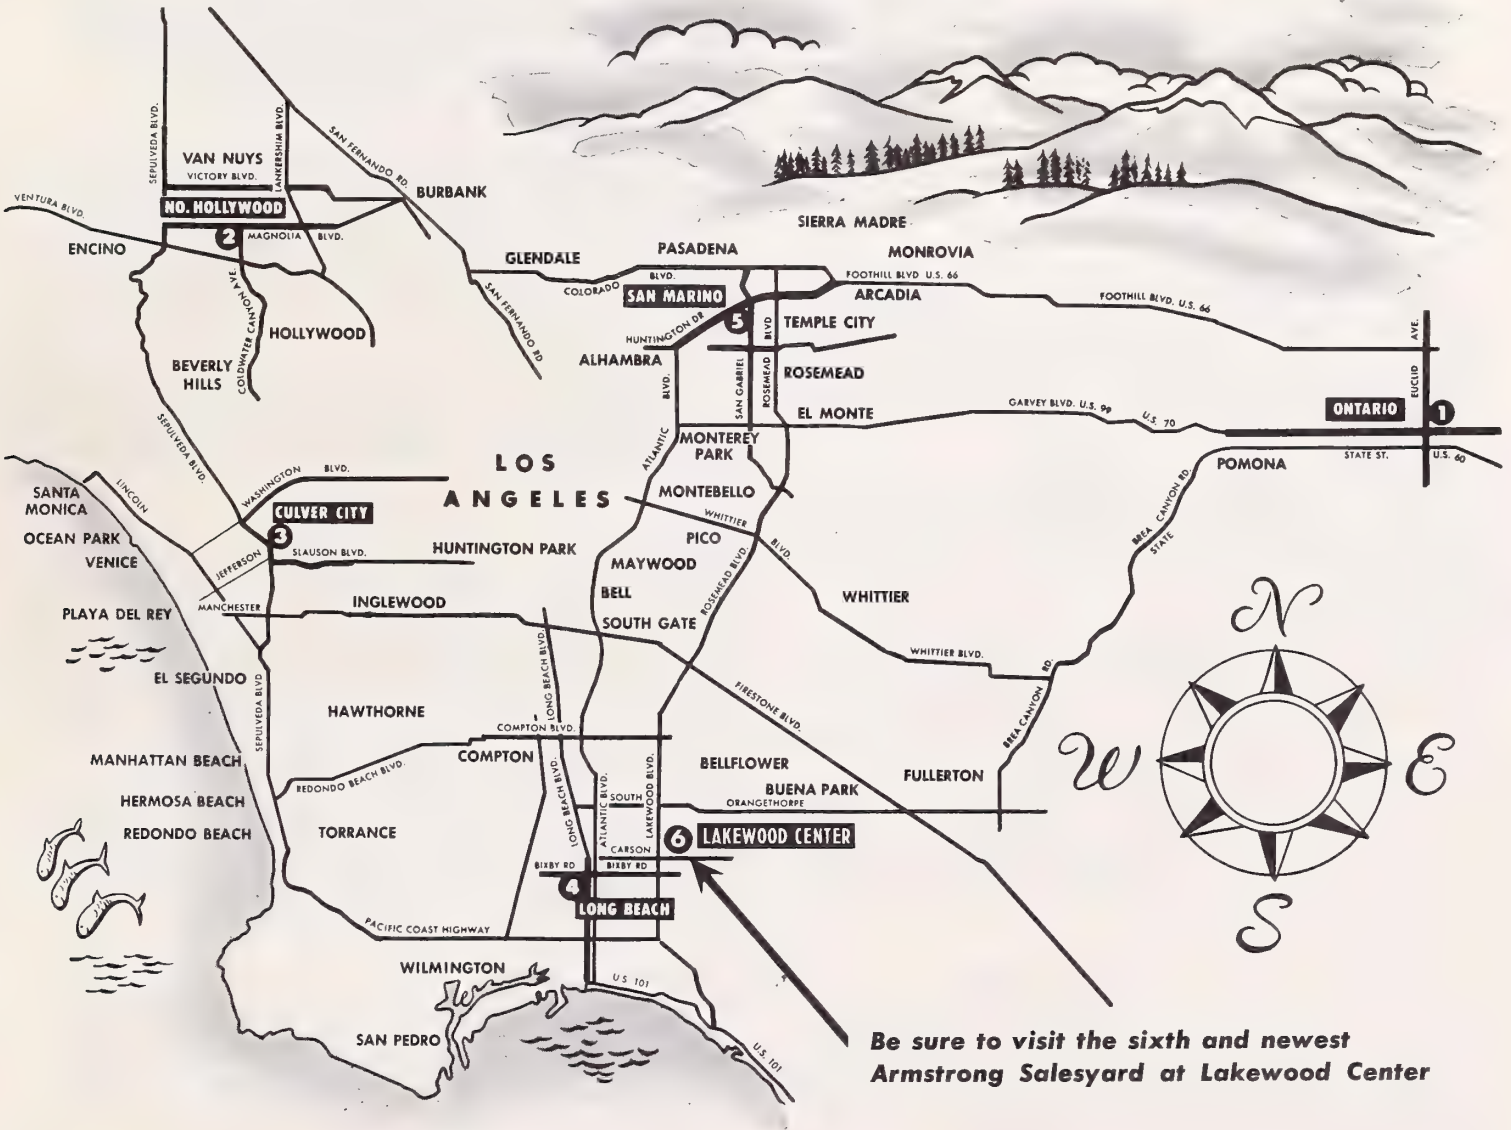 SEPULVEDA BLVD.
LANKERSHIM BLVD.
SAN FERNANDO RD.
VAN NUYS
VICTORY BLVD.
BURBANK
VENTURA BLVD.
NO. HOLLYWOOD
2
MAGNOLIA BLVD.
ENCINO
COLDWATER CANYON AVE.
HOLLYWOOD
BEVERLY
HILLS
SIERRA MADRE
PASADENA
MONROVIA
GLENDALE
COLORADO BLVD.
FOOTHILL BLVD U.S. 66
SAN MARINO
ARCADIA
FOOTHILL BLVD. U.S. 66
SAN FERNANDO RD
HUNTINGTON DR
5
TEMPLE CITY
ALHAMBRA
ROSEMEAD BLVD
SAN GABRIEL
ROSEMEAD
EUCLID AVE.
ATLANTIC BLVD.
EL MONTE
GARVEY BLVD. U.S. 99
U.S. 70
ONTARIO
1
MONTEREY
PARK
STATE ST.
U.S. 60
POMONA
SEPULVEDA BLVD.
LOS
ANGELES
WASHINGTON BLVD.
LINCOLN
SANTA
MONICA
MONTEBELLO
CULVER CITY
3
WHITTIER BLVD.
PICO
BREA CANYON RD.
STATE
OCEAN PARK
VENICE
JEFFERSON
SLAUSON BLVD.
HUNTINGTON PARK
MAYWOOD
BELL
ROSEMEAD BLVD.
WHITTIER
PLAYA DEL REY
MANCHESTER
INGLEWOOD
SOUTH GATE
WHITTIER BLVD.
N
EL SEGUNDO
SEPULVEDA BLVD
HAWTHORNE
LONG BEACH BLVD.
FIRESTONE BLVD.
BREA CANYON RD.
COMPTON BLVD.
COMPTON
MANHATTAN BEACH
REDONDO BEACH BLVD.
BELLFLOWER
FULLERTON
W
E
HERMOSA BEACH
BUENA PARK
SOUTH
ORANGETHORPE
REDONDO BEACH
TORRANCE
LONG BEACH BLVD.
ATLANTIC BLVD.
LAKEWOOD BLVD.
6
LAKEWOOD CENTER
CARSON
BIXBY RD
BIXBY RD
4
LONG BEACH
PACIFIC COAST HIGHWAY
S
WILMINGTON
U.S. 101
SAN PEDRO
U.S. 101
Be sure to visit the sixth and newest
Armstrong Salesyard at Lakewood Center